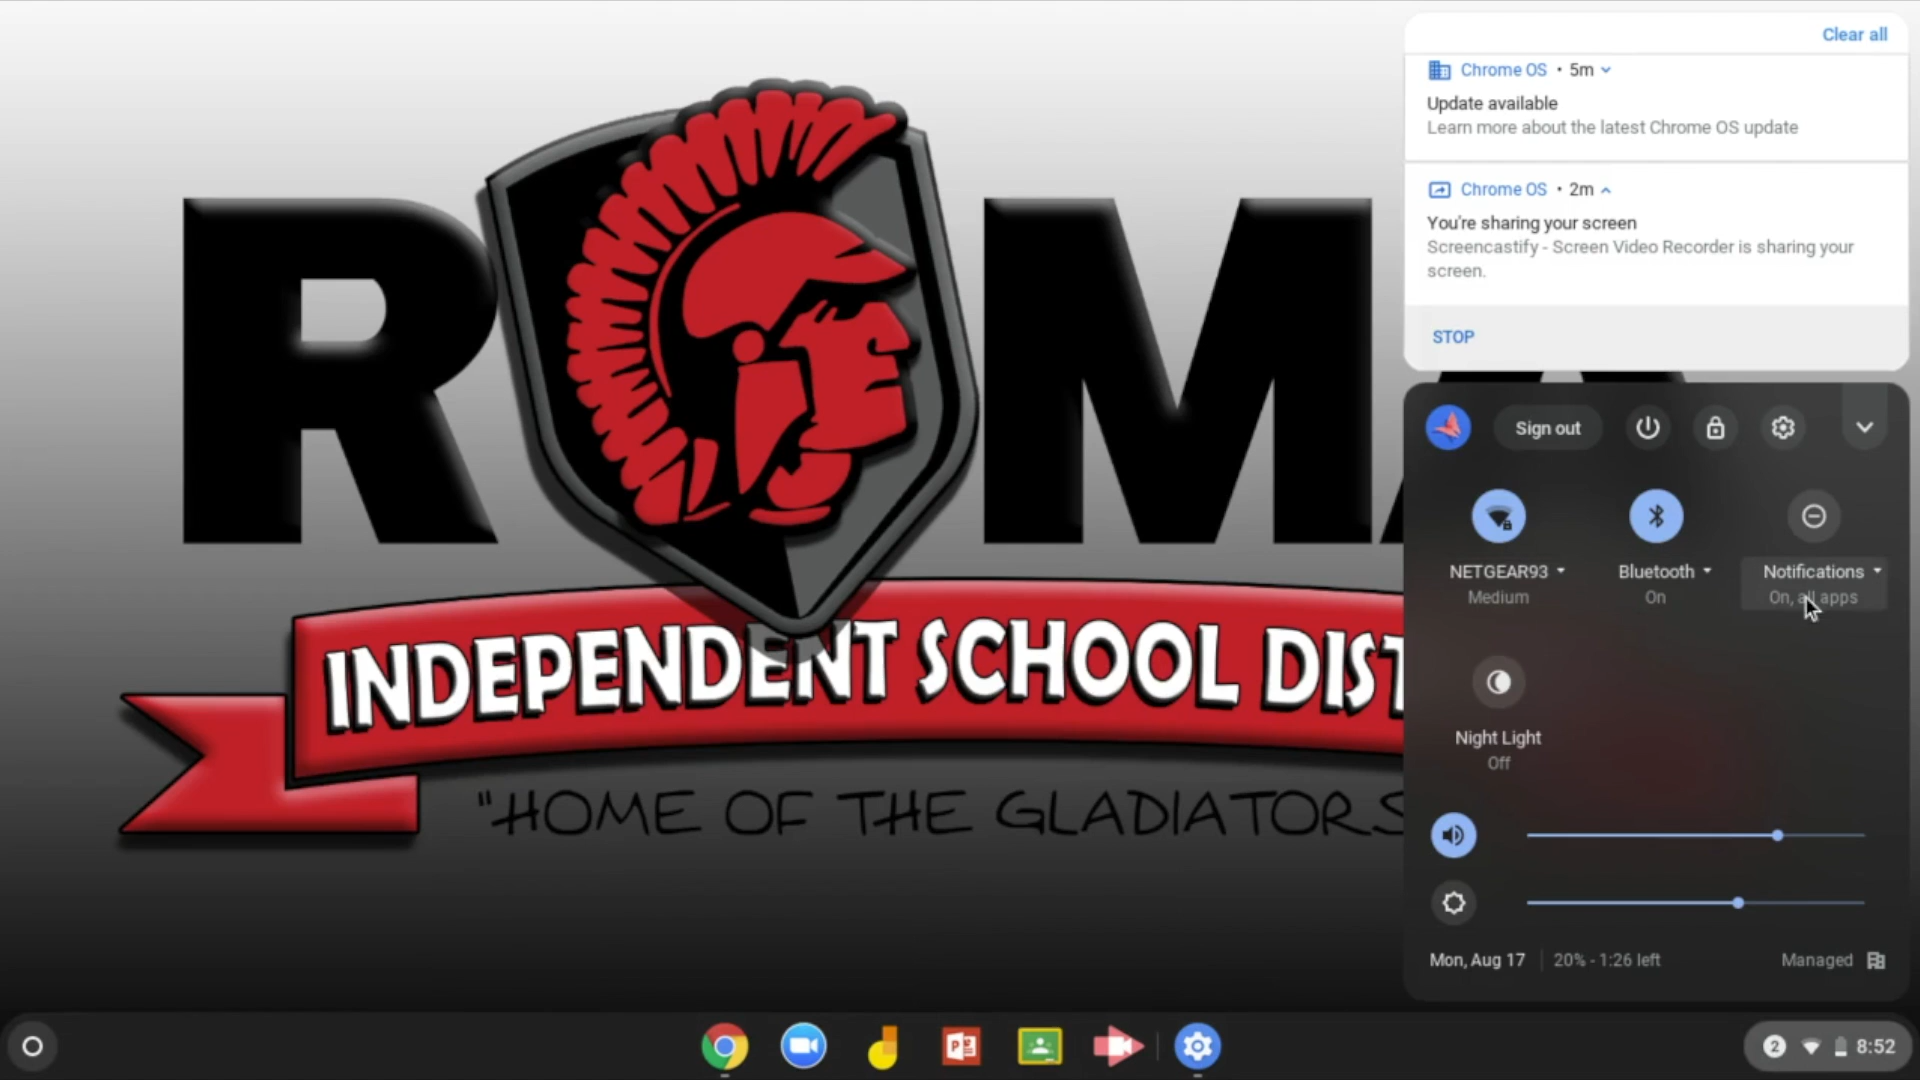 Clear all
Chrome OS • 5m
Update available
Learn more about the latest Chrome OS update
Chrome OS • 2m
You're sharing your screen
Screencastify - Screen Video Recorder is sharing your
screen.
STOP
R MA
INDEPENDENT SCHOOL DIST
"HOME OF THE GLADIATORS
Sign out
NETGEAR93
Medium
Bluetooth
On
Notifications
On, all apps
Night Light
Off
Mon, Aug 17
20% - 1:26 left
Managed
2
8:52